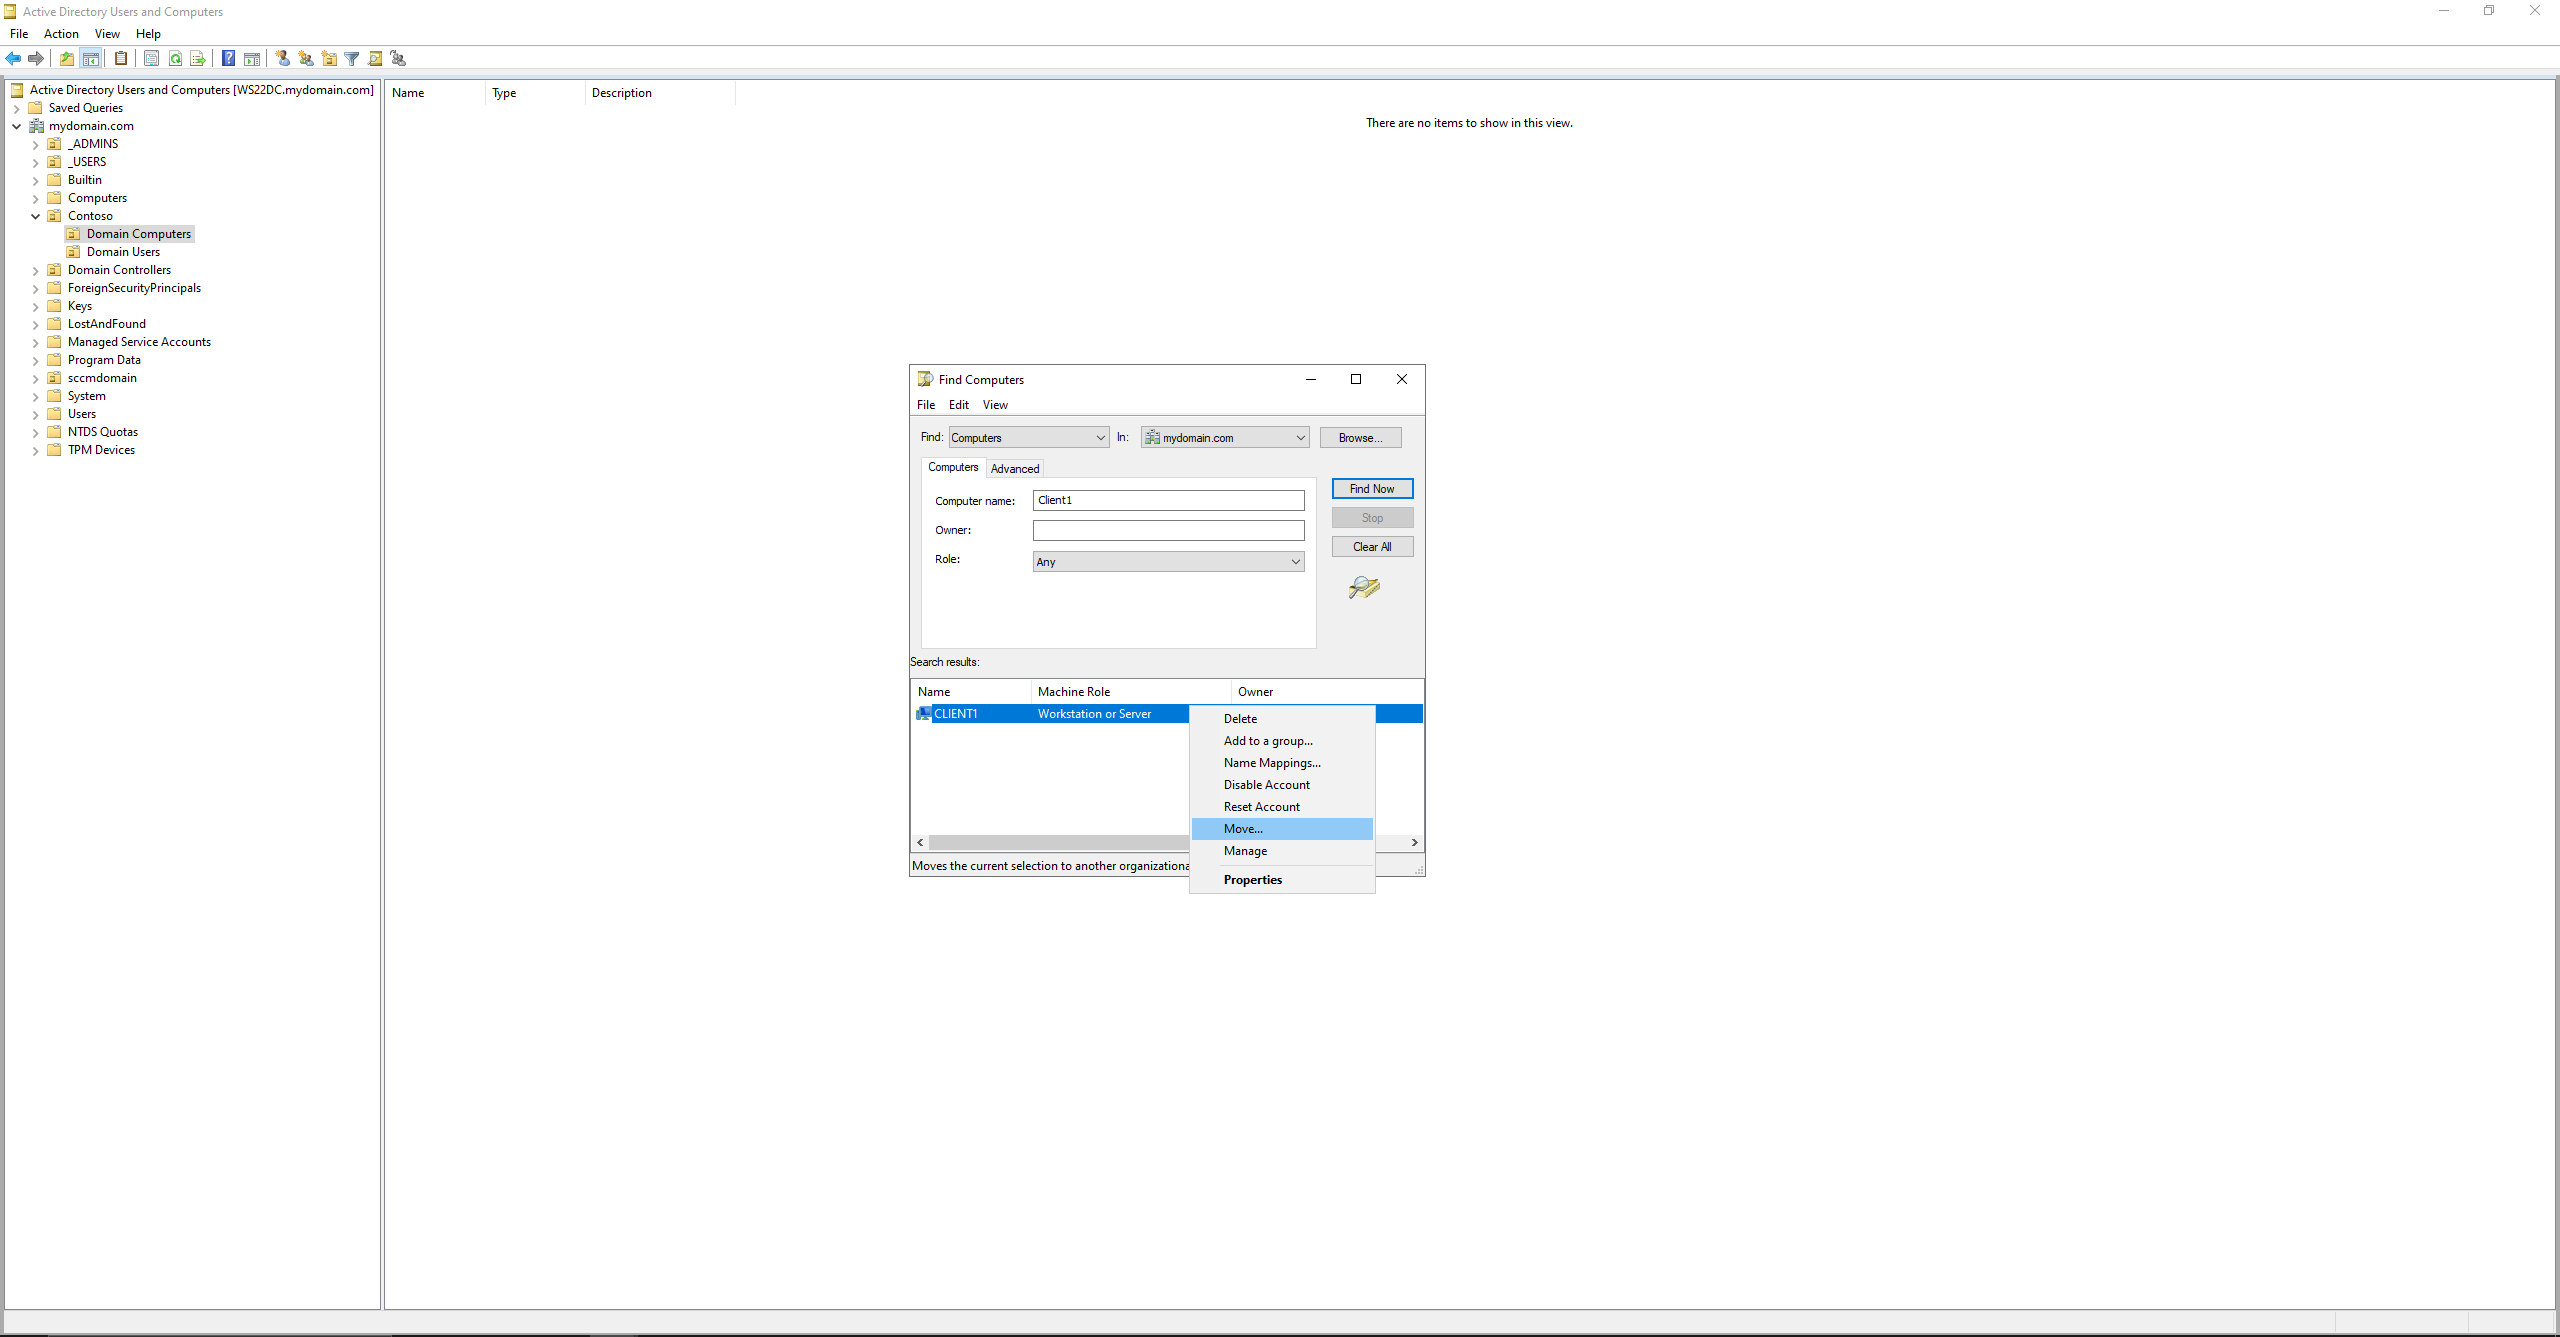 Active Directory Users and Computers
File Action View Help
Active Directory Users and Computers [WS22DC.mydomain.com]
Saved Queries
mydomain.com
_ADMINS
_USERS
Builtin
Computers
Contoso
Domain Computers
Domain Users
Domain Controllers
ForeignSecurityPrincipals
Keys
LostAndFound
Managed Service Accounts
Program Data
sccmdomain
System
Users
NTDS Quotas
TPM Devices
Name Type Description
There are no items to show in this view.
Find Computers
File Edit View
Find: Computers In: mydomain.com Browse...
Computers Advanced
Computer name: Client1
Owner:
Role: Any
Find Now
Stop
Clear All
Search results:
Name Machine Role Owner
CLIENT1 Workstation or Server
Delete
Add to a group...
Name Mappings...
Disable Account
Reset Account
Move...
Manage
Properties
Moves the current selection to another organizationa